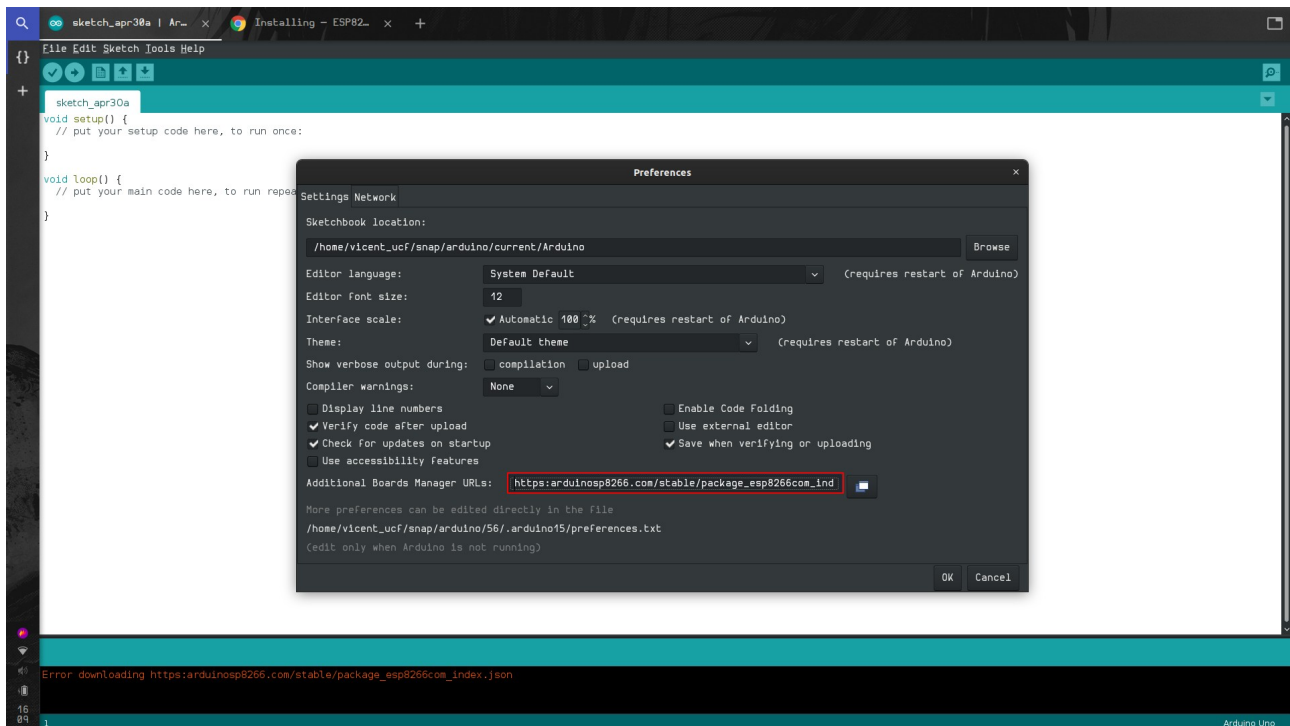 sketch_apr30a | Ar…
Installing - ESP82…
File Edit Sketch Tools Help
sketch_apr30a
void setup() {
// put your setup code here, to run once:
}
void loop() {
// put your main code here, to run repea
}
Preferences
Settings Network
Sketchbook location:
/home/vicent_ucf/snap/arduino/current/Arduino
Browse
Editor language: System Default (requires restart of Arduino)
Editor font size: 12
Interface scale: Automatic 100 % (requires restart of Arduino)
Theme: Default theme (requires restart of Arduino)
Show verbose output during: compilation upload
Compiler warnings: None
Display line numbers Enable Code Folding
Verify code after upload Use external editor
Check for updates on startup Save when verifying or uploading
Use accessibility features
Additional Boards Manager URLs: https:arduinosp8266.com/stable/package_esp8266com_ind
More preferences can be edited directly in the file
/home/vicent_ucf/snap/arduino/56/.arduino15/preferences.txt
(edit only when Arduino is not running)
OK Cancel
Error downloading https:arduinosp8266.com/stable/package_esp8266com_index.json
16
09
1 Arduino Uno